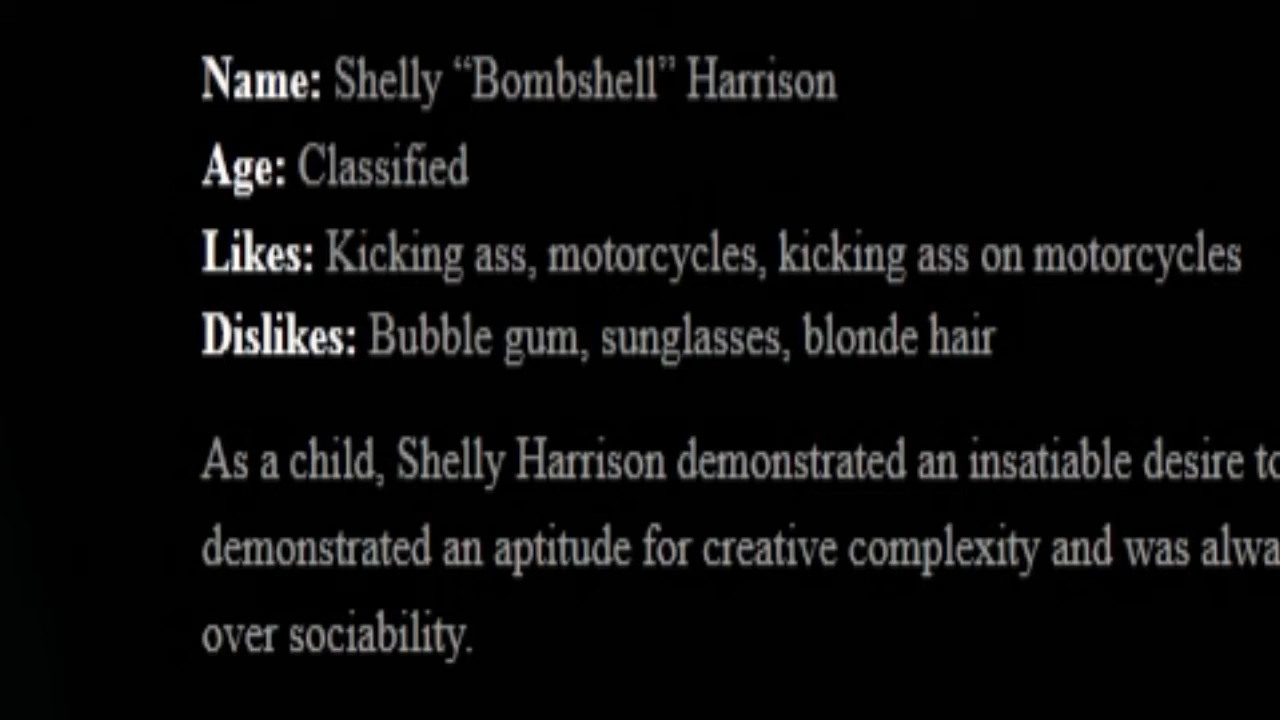 Name: Shelly “Bombshell” Harrison
Age: Classified
Likes: Kicking ass, motorcycles, kicking ass on motorcycles
Dislikes: Bubble gum, sunglasses, blonde hair
As a child, Shelly Harrison demonstrated an insatiable desire
demonstrated an aptitude for creative complexity and was
over sociability.